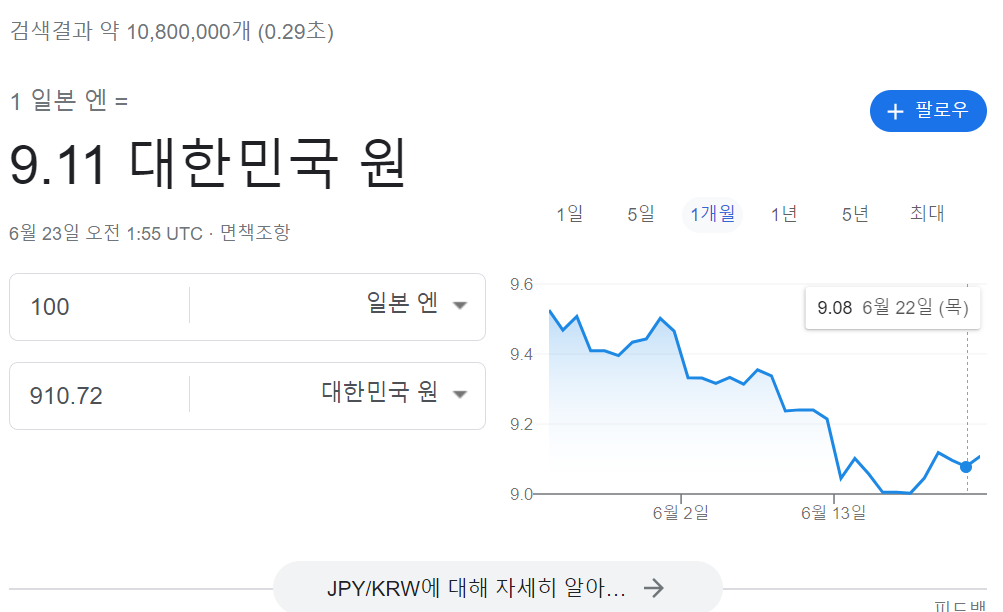 검색결과 약 10,800,000개 (0.29초)
1 일본 엔 =
9.11 대한민국 원
6월 23일 오전 1:55 UTC · 면책조항
+ 팔로우
1일 5일 1개월 1년 5년 최대
100 일본 엔
910.72 대한민국 원
9.6
9.08 6월 22일 (목)
9.4
9.2
9.0
6월 2일 6월 13일
JPY/KRW에 대해 자세히 알아…
피드백